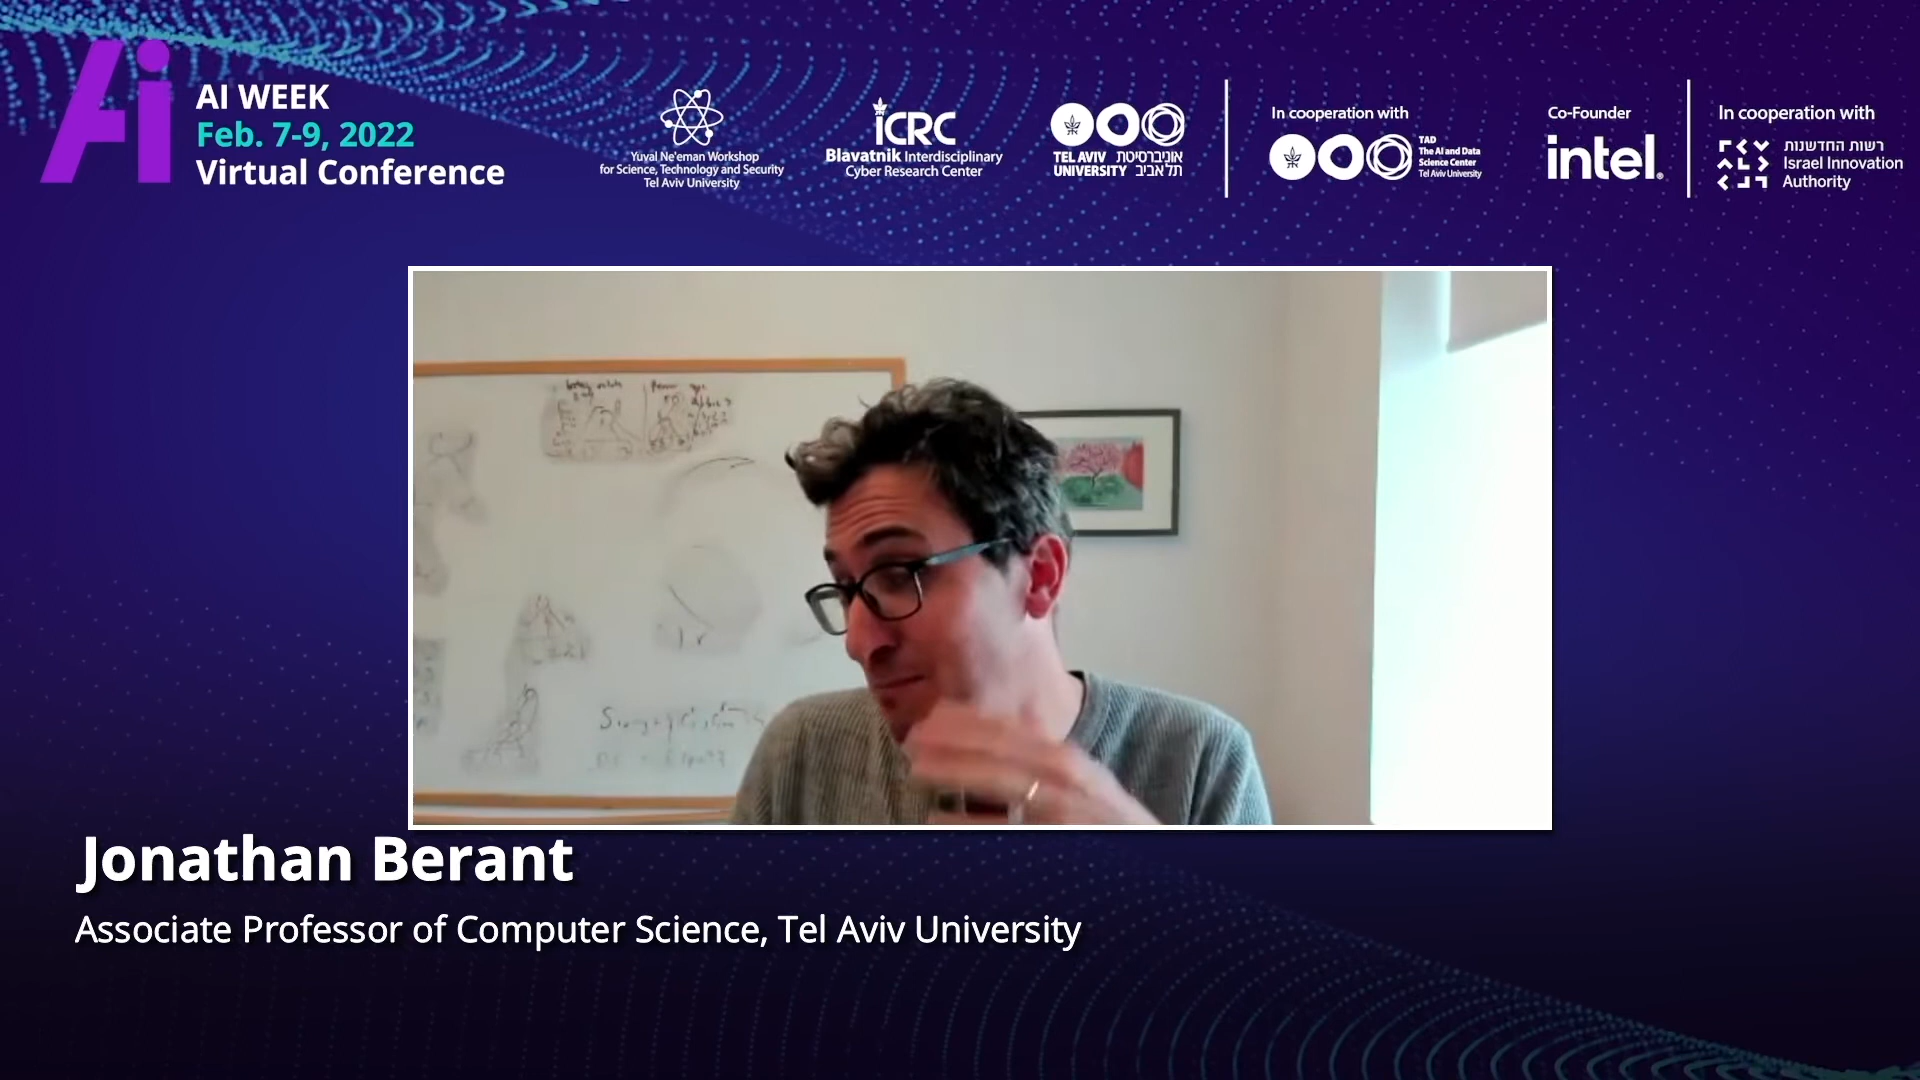 Ai
AI WEEK
Feb. 7-9, 2022
Virtual Conference
Yuval Ne'eman Workshop
for Science, Technology and Security
Tel Aviv University
iCRC
Blavatnik Interdisciplinary
Cyber Research Center
TEL AVIV אוניברסיטת
UNIVERSITY תל אביב
In cooperation with
TAD
The AI and Data
Science Center
Tel Aviv University
Co-Founder
intel.
In cooperation with
רשות החדשנות
Israel Innovation
Authority
Jonathan Berant
Associate Professor of Computer Science, Tel Aviv University